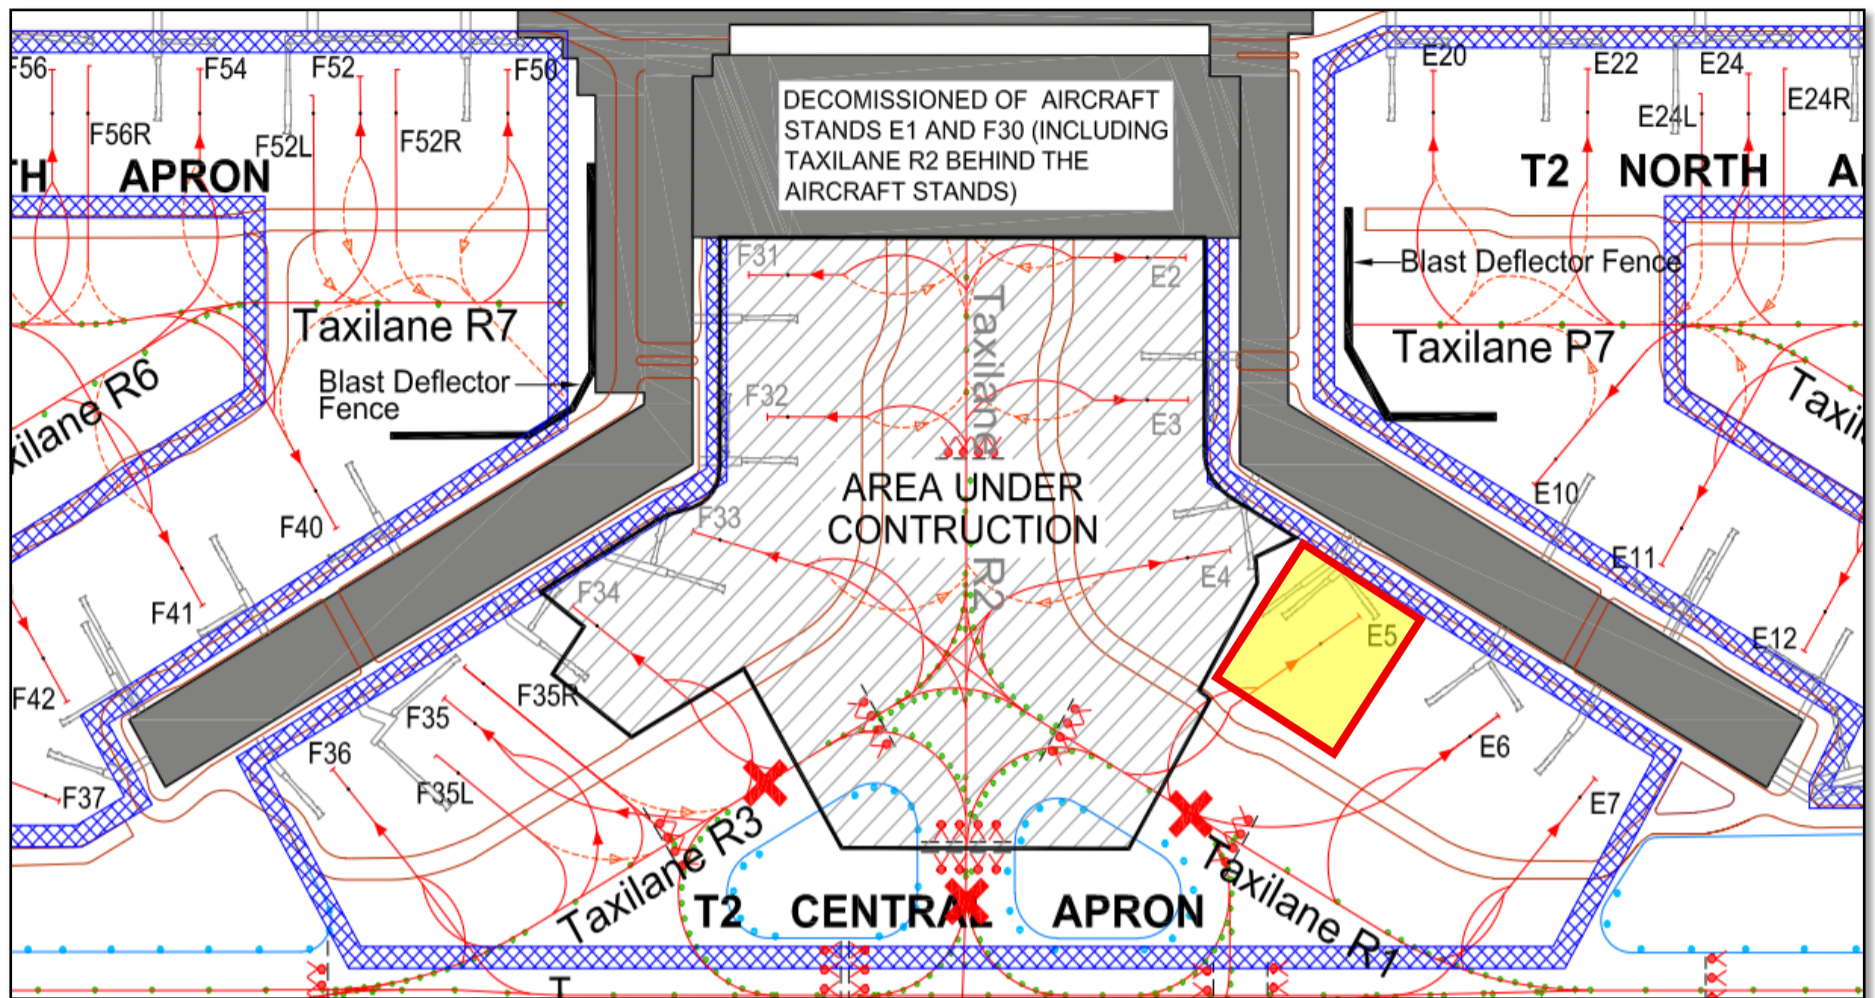 F56
F54
F52
F50
F56R
F52L
F52R
TH APRON
DECOMISSIONED OF AIRCRAFT
STANDS E1 AND F30 (INCLUDING
TAXILANE R2 BEHIND THE
AIRCRAFT STANDS)
E20
E22
E24
E24L
E24R
T2 NORTH A
F31
E2
Blast Deflector Fence
Taxilane R7
Taxilane P7
Taxilane R2
xilane R6
Blast Deflector
Fence
Taxil
F32
E3
AREA UNDER
CONTRUCTION
F40
F33
E10
F41
F34
E4
E11
E5
E12
F42
F35R
F35
F36
E6
F35L
F37
E7
Taxilane R3
Taxilane R1
T2 CENTRAL APRON
T